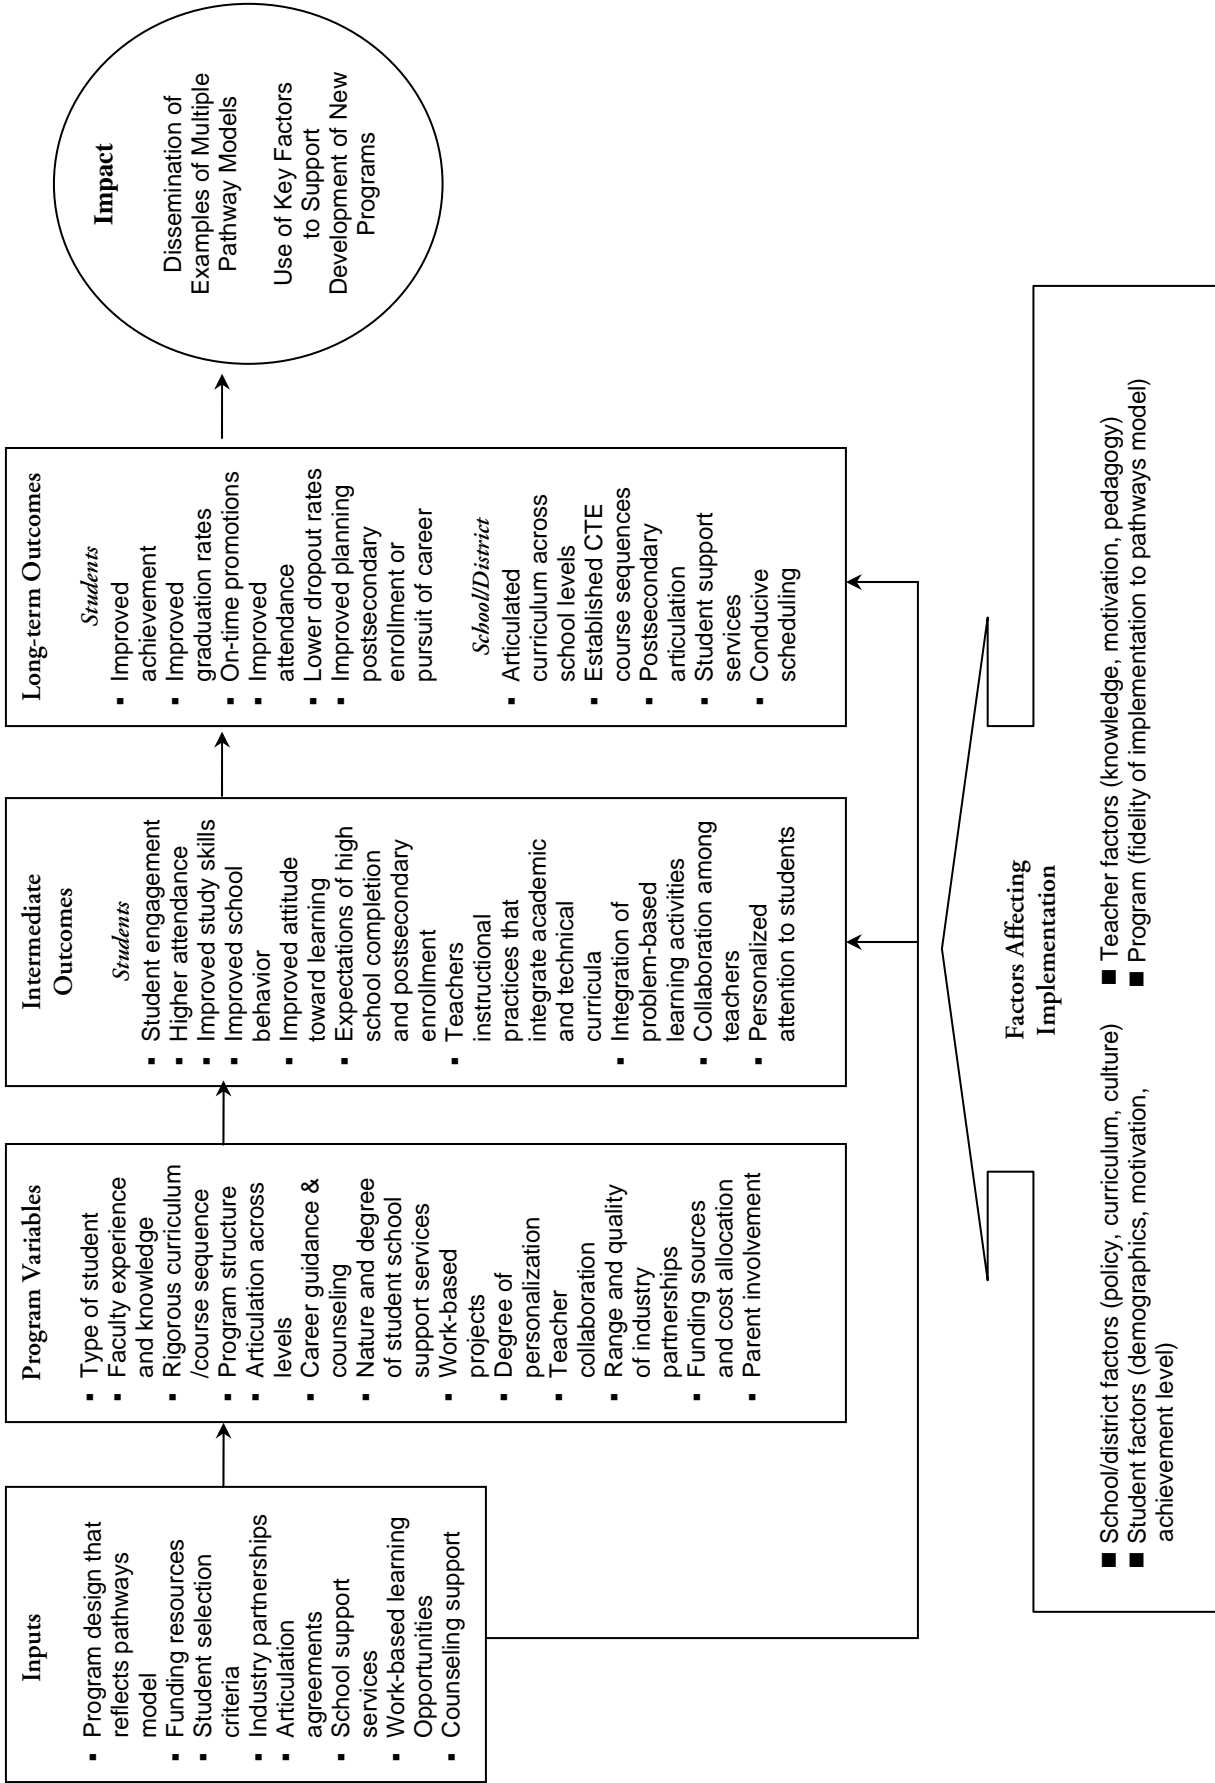 Inputs
▪ Program design that
reflects pathways
model
▪ Funding resources
▪ Student selection
criteria
▪ Industry partnerships
▪ Articulation
agreements
▪ School support
services
▪ Work-based learning
Opportunities
▪ Counseling support
Program Variables
▪ Type of student
▪ Faculty experience
and knowledge
▪ Rigorous curriculum
/course sequence
▪ Program structure
▪ Articulation across
levels
▪ Career guidance &
counseling
▪ Nature and degree
of student school
support services
▪ Work-based
projects
▪ Degree of
personalization
▪ Teacher
collaboration
▪ Range and quality
of industry
partnerships
▪ Funding sources
and cost allocation
▪ Parent involvement
Intermediate
Outcomes
Students
▪ Student engagement
▪ Higher attendance
▪ Improved study skills
▪ Improved school
behavior
▪ Improved attitude
toward learning
▪ Expectations of high
school completion
and postsecondary
enrollment
▪ Teachers
instructional
practices that
integrate academic
and technical
curricula
▪ Integration of
problem-based
learning activities
▪ Collaboration among
teachers
▪ Personalized
attention to students
Long-term Outcomes
Students
▪ Improved
achievement
▪ Improved
graduation rates
▪ On-time promotions
▪ Improved
attendance
▪ Lower dropout rates
▪ Improved planning
postsecondary
enrollment or
pursuit of career
School/District
▪ Articulated
curriculum across
school levels
▪ Established CTE
course sequences
▪ Postsecondary
articulation
▪ Student support
services
▪ Conducive
scheduling
Impact
Dissemination of
Examples of Multiple
Pathway Models
Use of Key Factors
to Support
Development of New
Programs
Factors Affecting
Implementation
■ School/district factors (policy, curriculum, culture)
■ Student factors (demographics, motivation,
achievement level)
■ Teacher factors (knowledge, motivation, pedagogy)
■ Program (fidelity of implementation to pathways model)